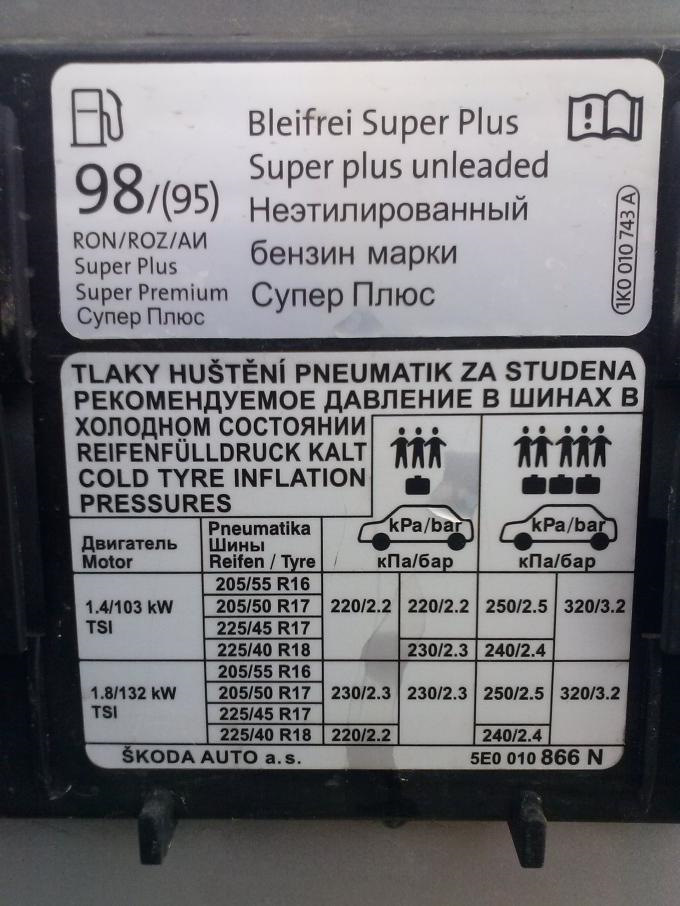 98/(95)
RON/ROZ/АИ
Super Plus
Super Premium
Супер Плюс
Bleifrei Super Plus
Super plus unleaded
Неэтилированный
бензин марки
Супер Плюс
1K0 010 743 A
TLAKY HUŠTĚNÍ PNEUMATIK ZA STUDENA
РЕКОМЕНДУЕМОЕ ДАВЛЕНИЕ В ШИНАХ В
ХОЛОДНОМ СОСТОЯНИИ
REIFENFÜLLDRUCK KALT
COLD TYRE INFLATION
PRESSURES
kPa/bar kPa/bar
кПа/бар кПа/бар
Двигатель
Motor
Pneumatika
Шины
Reifen / Tyre
1.4/103 kW
TSI
205/55 R16
205/50 R17
225/45 R17
225/40 R18
220/2.2 220/2.2 250/2.5 320/3.2
230/2.3 240/2.4
1.8/132 kW
TSI
205/55 R16
205/50 R17
225/45 R17
225/40 R18
230/2.3 230/2.3 250/2.5 320/3.2
220/2.2 240/2.4
ŠKODA AUTO a.s. 5E0 010 866 N